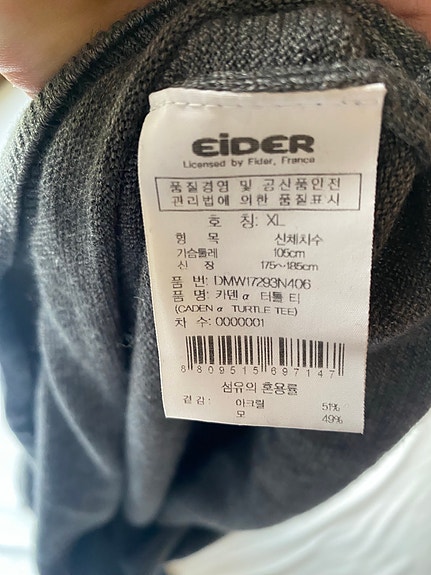 EiDER
Licensed by Eider, France
품질경영 및 공산품안전
관리법에 의한 품질표시
호 칭: XL
항 목 신체치수
가슴둘레 105cm
신 장 175~185cm
품 번: DMW17293N406
품 명: 카덴 α 터틀 티
(CADEN α TURTLE TEE)
차 수: 0000001
8 809515 697147
섬유의 혼용률
겉감: 아크릴 51%
모 49%